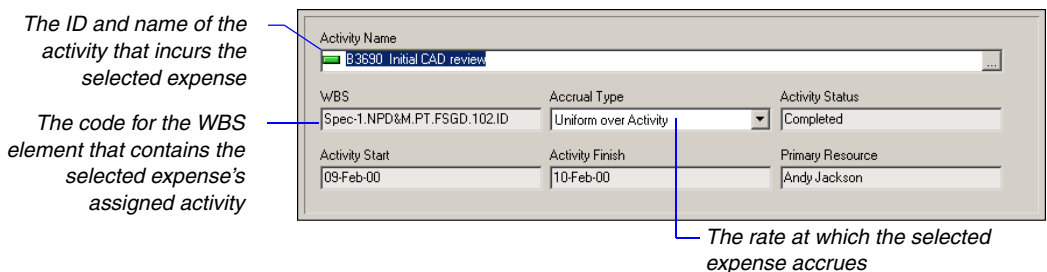 The ID and name of the
activity that incurs the
selected expense
Activity Name
B3690 Initial CAD review
...
The code for the WBS
element that contains the
selected expense's
assigned activity
WBS
Accrual Type
Activity Status
Spec-1.NPD&M.PT.FSGD.102.ID
Uniform over Activity
Completed
Activity Start
Activity Finish
Primary Resource
09-Feb-00
10-Feb-00
Andy Jackson
The rate at which the selected
expense accrues